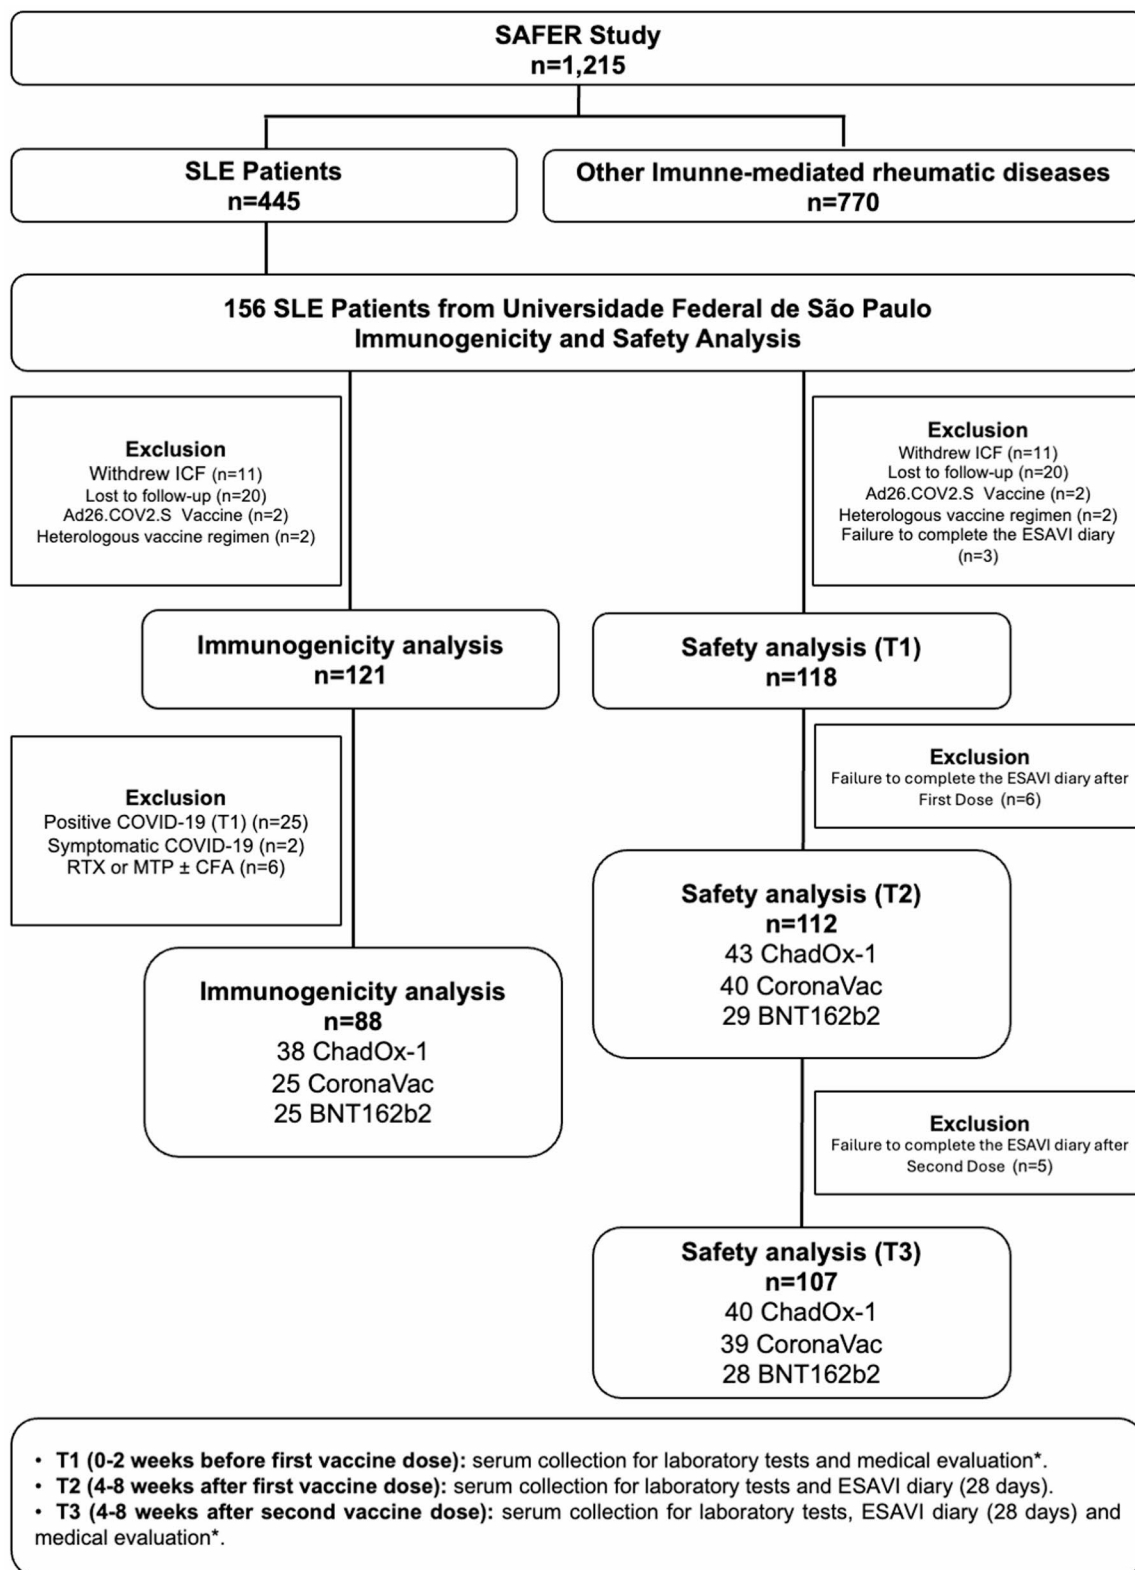 SAFER Study
n=1,215
SLE Patients
n=445
Other Imunne-mediated rheumatic diseases
n=770
156 SLE Patients from Universidade Federal de São Paulo
Immunogenicity and Safety Analysis
Exclusion
Withdrew ICF (n=11)
Lost to follow-up (n=20)
Ad26.COV2.S Vaccine (n=2)
Heterologous vaccine regimen (n=2)
Exclusion
Withdrew ICF (n=11)
Lost to follow-up (n=20)
Ad26.COV2.S Vaccine (n=2)
Heterologous vaccine regimen (n=2)
Failure to complete the ESAVI diary
(n=3)
Immunogenicity analysis
n=121
Safety analysis (T1)
n=118
Exclusion
Positive COVID-19 (T1) (n=25)
Symptomatic COVID-19 (n=2)
RTX or MTP ± CFA (n=6)
Exclusion
Failure to complete the ESAVI diary after
First Dose (n=6)
Immunogenicity analysis
n=88
38 ChadOx-1
25 CoronaVac
25 BNT162b2
Safety analysis (T2)
n=112
43 ChadOx-1
40 CoronaVac
29 BNT162b2
Exclusion
Failure to complete the ESAVI diary after
Second Dose (n=5)
Safety analysis (T3)
n=107
40 ChadOx-1
39 CoronaVac
28 BNT162b2
• T1 (0-2 weeks before first vaccine dose): serum collection for laboratory tests and medical evaluation*.
• T2 (4-8 weeks after first vaccine dose): serum collection for laboratory tests and ESAVI diary (28 days).
• T3 (4-8 weeks after second vaccine dose): serum collection for laboratory tests, ESAVI diary (28 days) and
medical evaluation*.